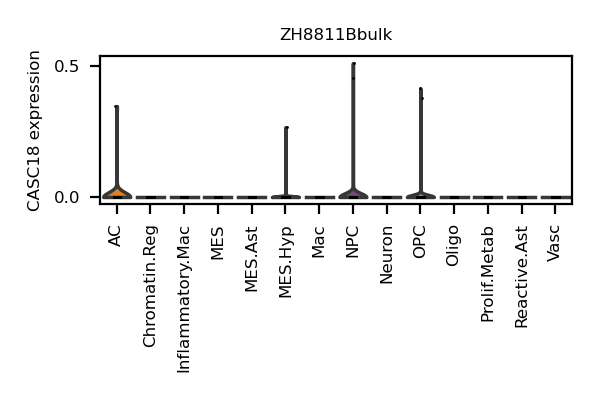 ZH8811Bbulk
CASC18 expression
0.5
0.0
AC
Chromatin.Reg
Inflammatory.Mac
MES
MES.Ast
MES.Hyp
Mac
NPC
Neuron
OPC
Oligo
Prolif.Metab
Reactive.Ast
Vasc